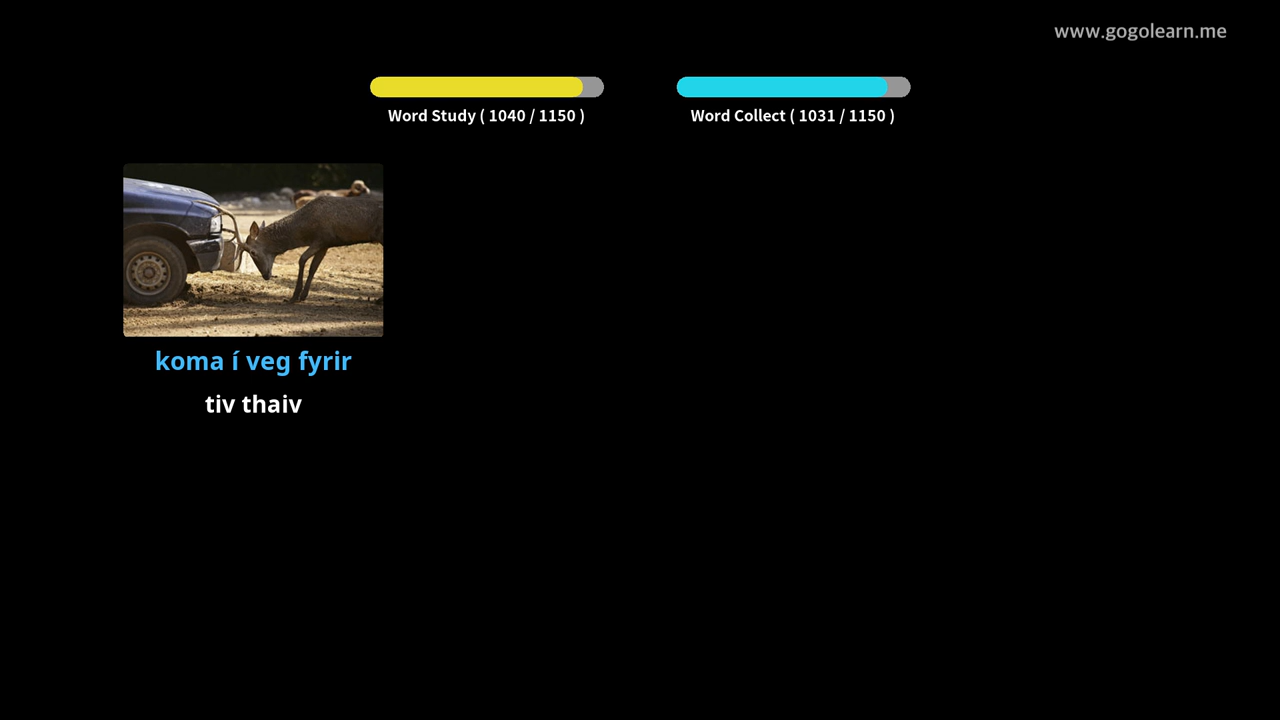 www.gogolearn.me
Word Study ( 1040 / 1150 )
Word Collect ( 1031 / 1150 )
koma í veg fyrir
tiv thaiv